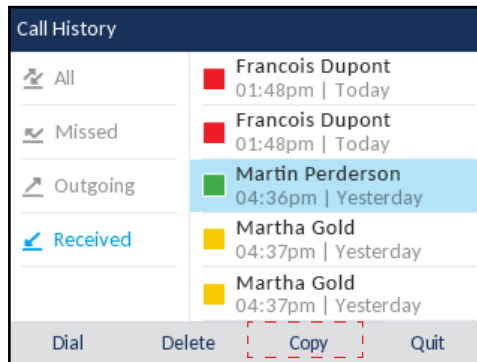 Call History
All
Missed
Outgoing
Received
Francois Dupont
01:48pm | Today
Francois Dupont
01:48pm | Today
Martin Perderson
04:36pm | Yesterday
Martha Gold
04:37pm | Yesterday
Martha Gold
04:37pm | Yesterday
Dial Delete Copy Quit